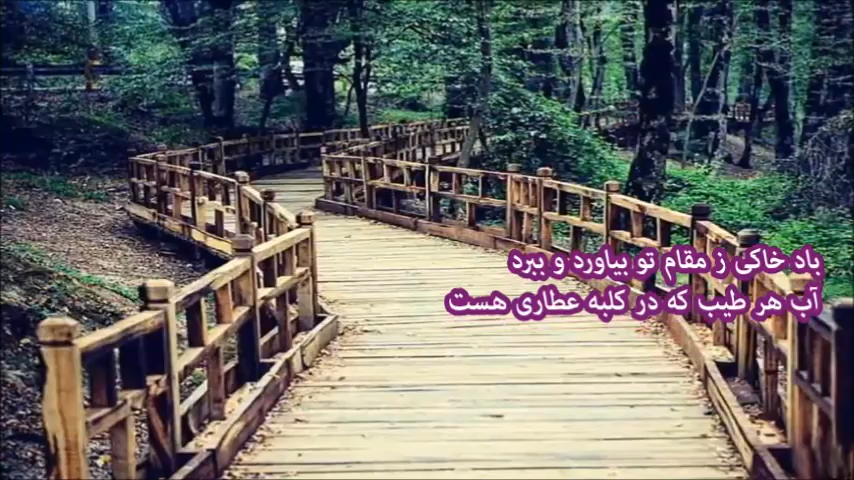 باد خاکی ز مقام تو بیاورد و ببرد
آب هر طیب که در کلبه عطاری هست